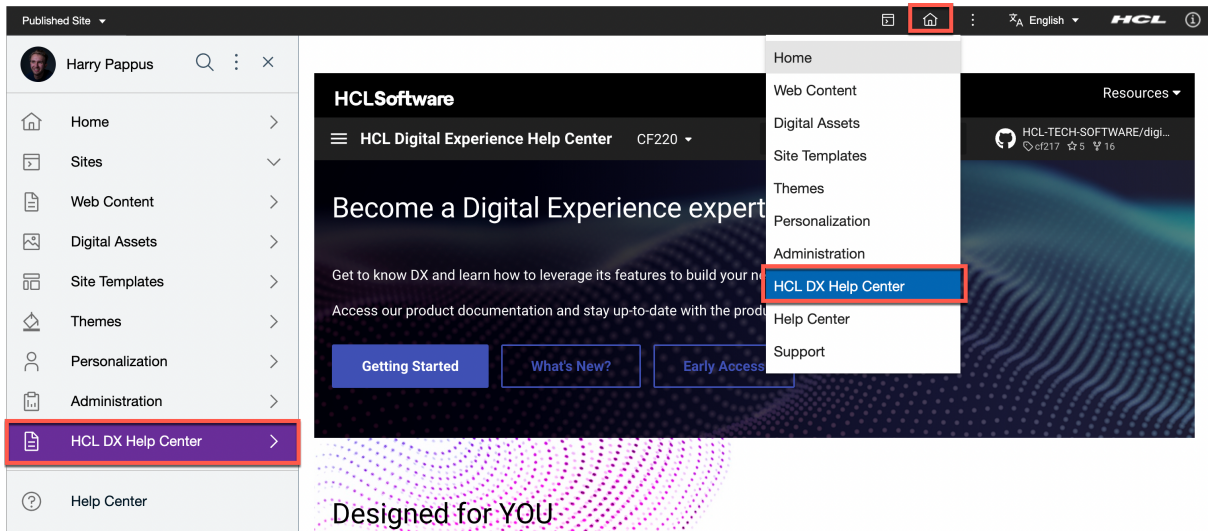 Published Site
English
HCL
Harry Pappus
Home
Sites
Web Content
Digital Assets
Site Templates
Themes
Personalization
Administration
HCL DX Help Center
Help Center
Home
Web Content
Digital Assets
Site Templates
Themes
Personalization
Administration
HCL DX Help Center
Help Center
Support
HCLSoftware
Resources
HCL Digital Experience Help Center CF220
HCL-TECH-SOFTWARE/digi...
cf217 5 16
Become a Digital Experience expert
Get to know DX and learn how to leverage its features to build your
Access our product documentation and stay up-to-date with the
Getting Started
What's New?
Early Access
Designed for YOU